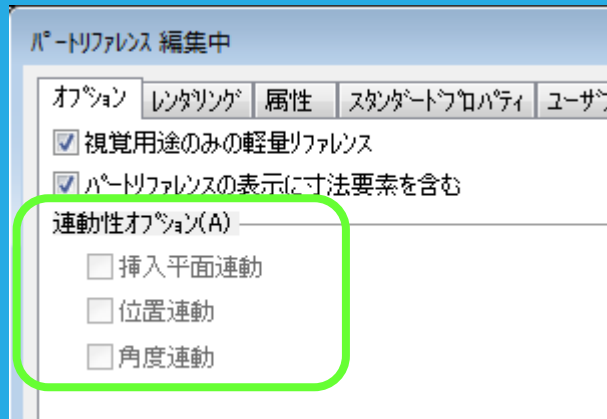 パートリファレンス 編集中
オプション レンダリング 属性 スタンダードプロパティ ユーザ
視覚用途のみの軽量リファレンス
パートリファレンスの表示に寸法要素を含む
連動性オプション(A)
挿入平面連動
位置連動
角度連動